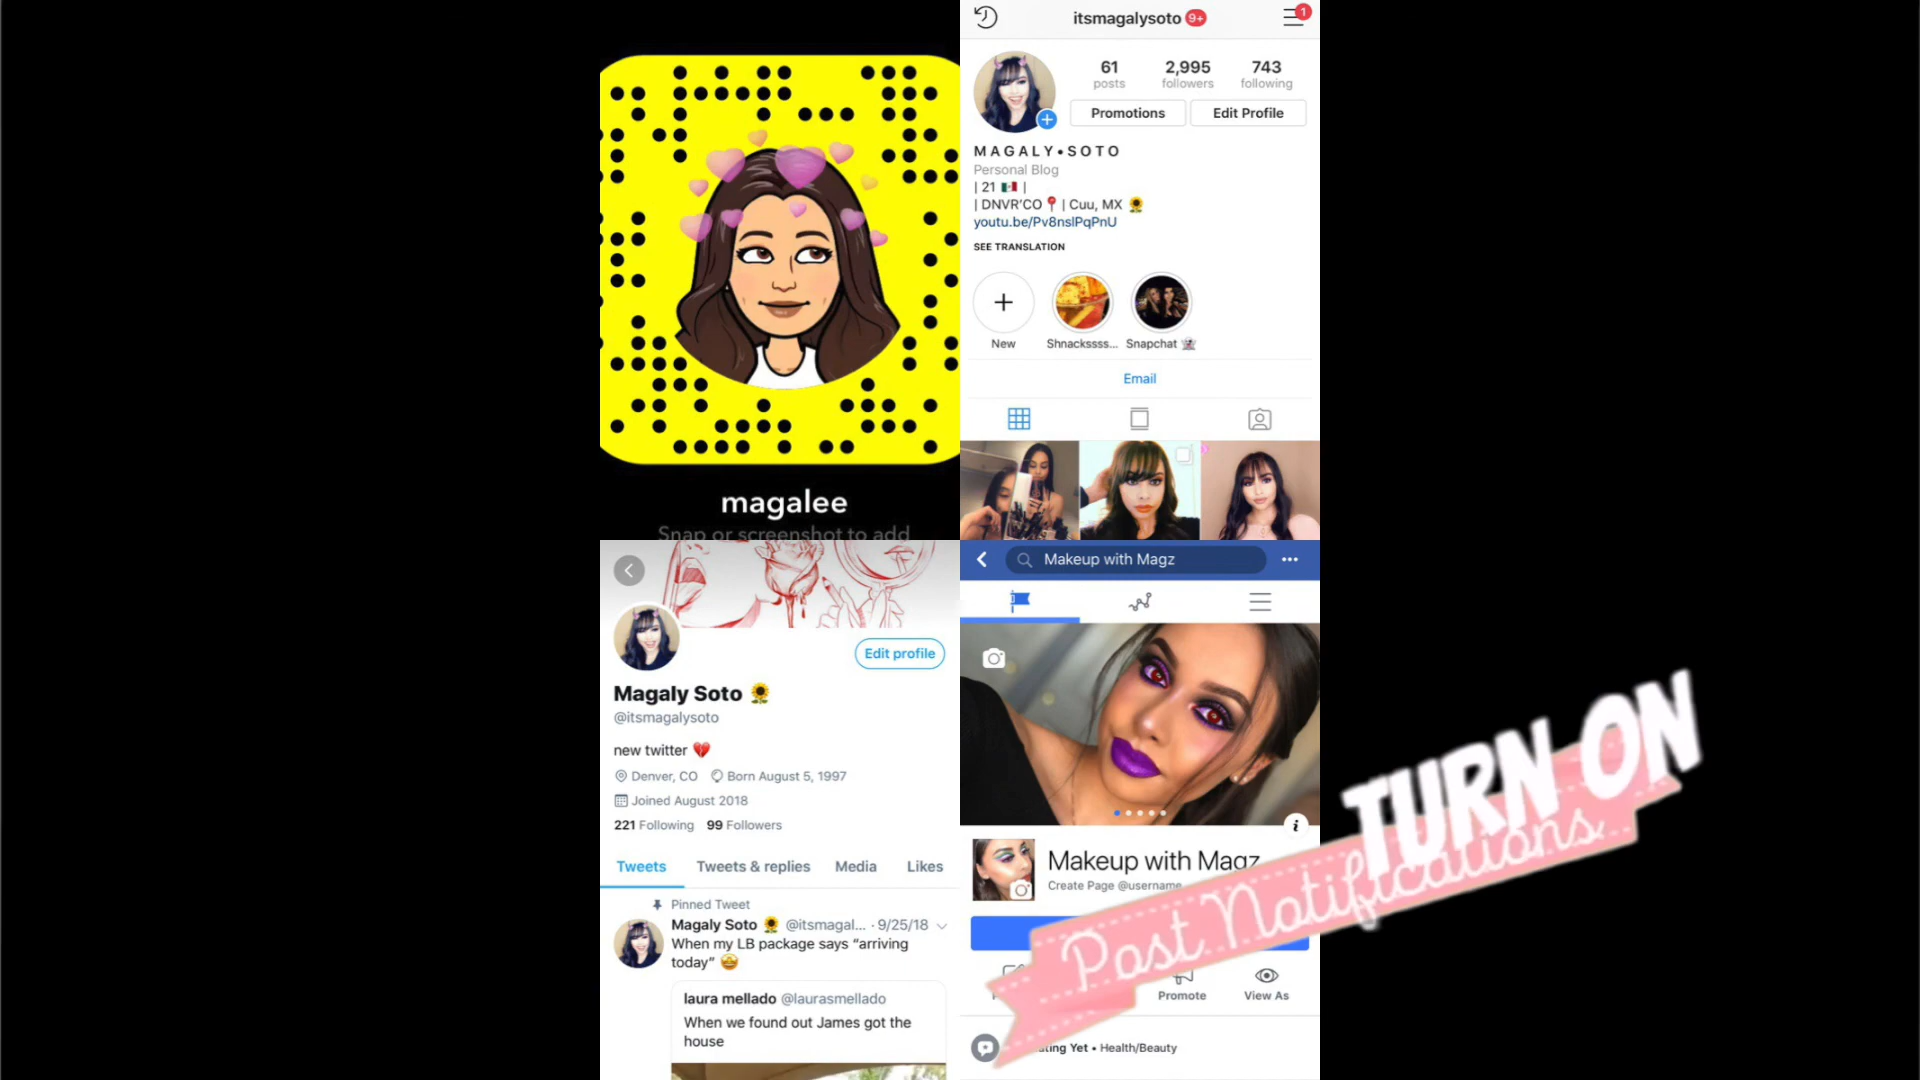 magalee
Snap or screenshot to add
itsmagalysoto 9+
1
61 2,995 743
posts followers following
Promotions Edit Profile
M A G A L Y • S O T O
Personal Blog
| 21 🇲🇽 |
| DNVR'CO📍 | Cuu, MX 🌻
youtu.be/Pv8nslPqPnU
SEE TRANSLATION
New Shnackssss... Snapchat 👻
Email
Edit profile
Magaly Soto 🌻
@itsmagalysoto
new twitter 💔
Denver, CO Born August 5, 1997
Joined August 2018
221 Following 99 Followers
Tweets Tweets & replies Media Likes
Pinned Tweet
Magaly Soto 🌻 @itsmagal... · 9/25/18
When my LB package says “arriving
today” 🤩
laura mellado @laurasmellado
When we found out James got the
house
Makeup with Magz
Makeup with Magz
Create Page @username
Promote View As
Yet • Health/Beauty
TURN ON
Post Notifications